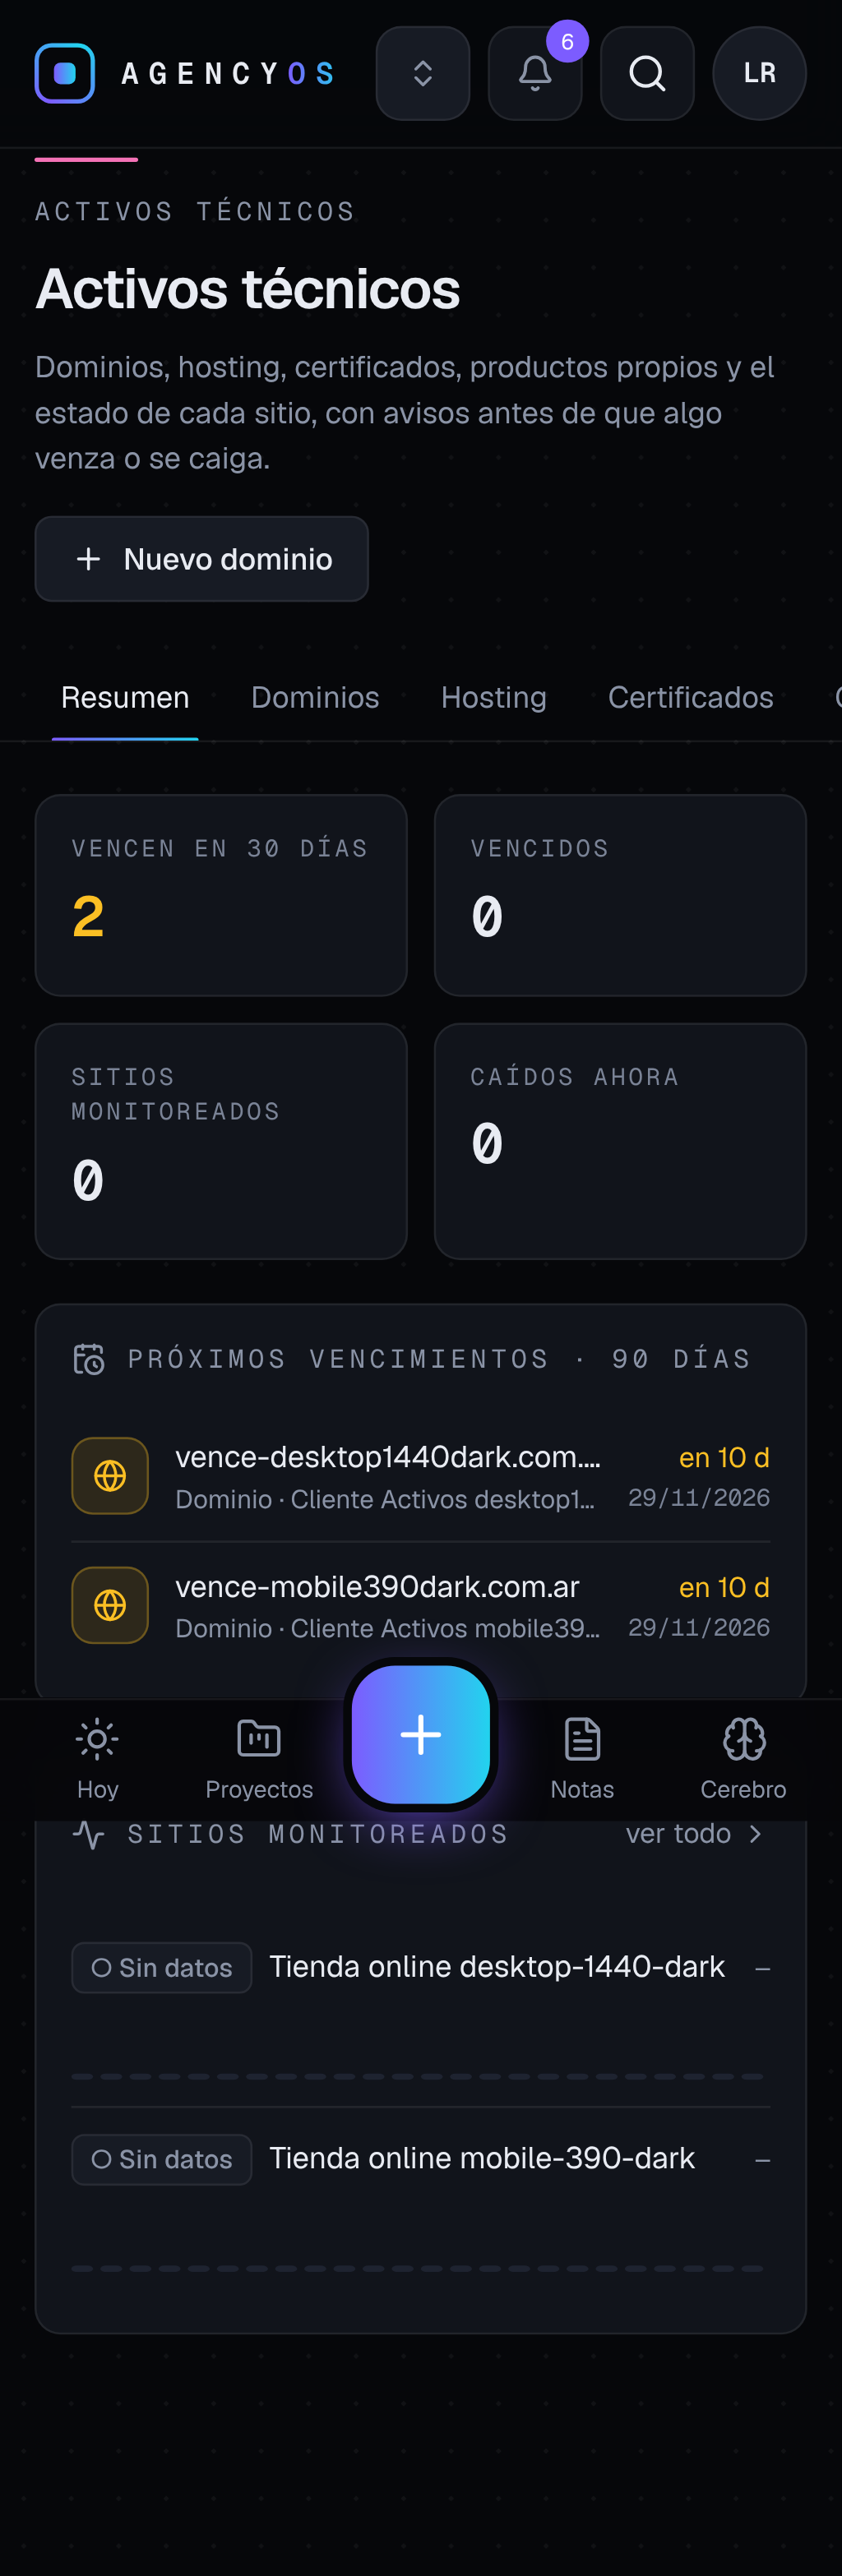 AGENCYOS
6
LR
ACTIVOS TÉCNICOS
Activos técnicos
Dominios, hosting, certificados, productos propios y el
estado de cada sitio, con avisos antes de que algo
venza o se caiga.
Nuevo dominio
Resumen Dominios Hosting Certificados
VENCEN EN 30 DÍAS
2
VENCIDOS
0
SITIOS
MONITOREADOS
0
CAÍDOS AHORA
0
PRÓXIMOS VENCIMIENTOS · 90 DÍAS
vence-desktop1440dark.com.... en 10 d
Dominio · Cliente Activos desktop1... 29/11/2026
vence-mobile390dark.com.ar en 10 d
Dominio · Cliente Activos mobile39... 29/11/2026
Hoy Proyectos Notas Cerebro
SITIOS MONITOREADOS ver todo
Sin datos Tienda online desktop-1440-dark –
Sin datos Tienda online mobile-390-dark –